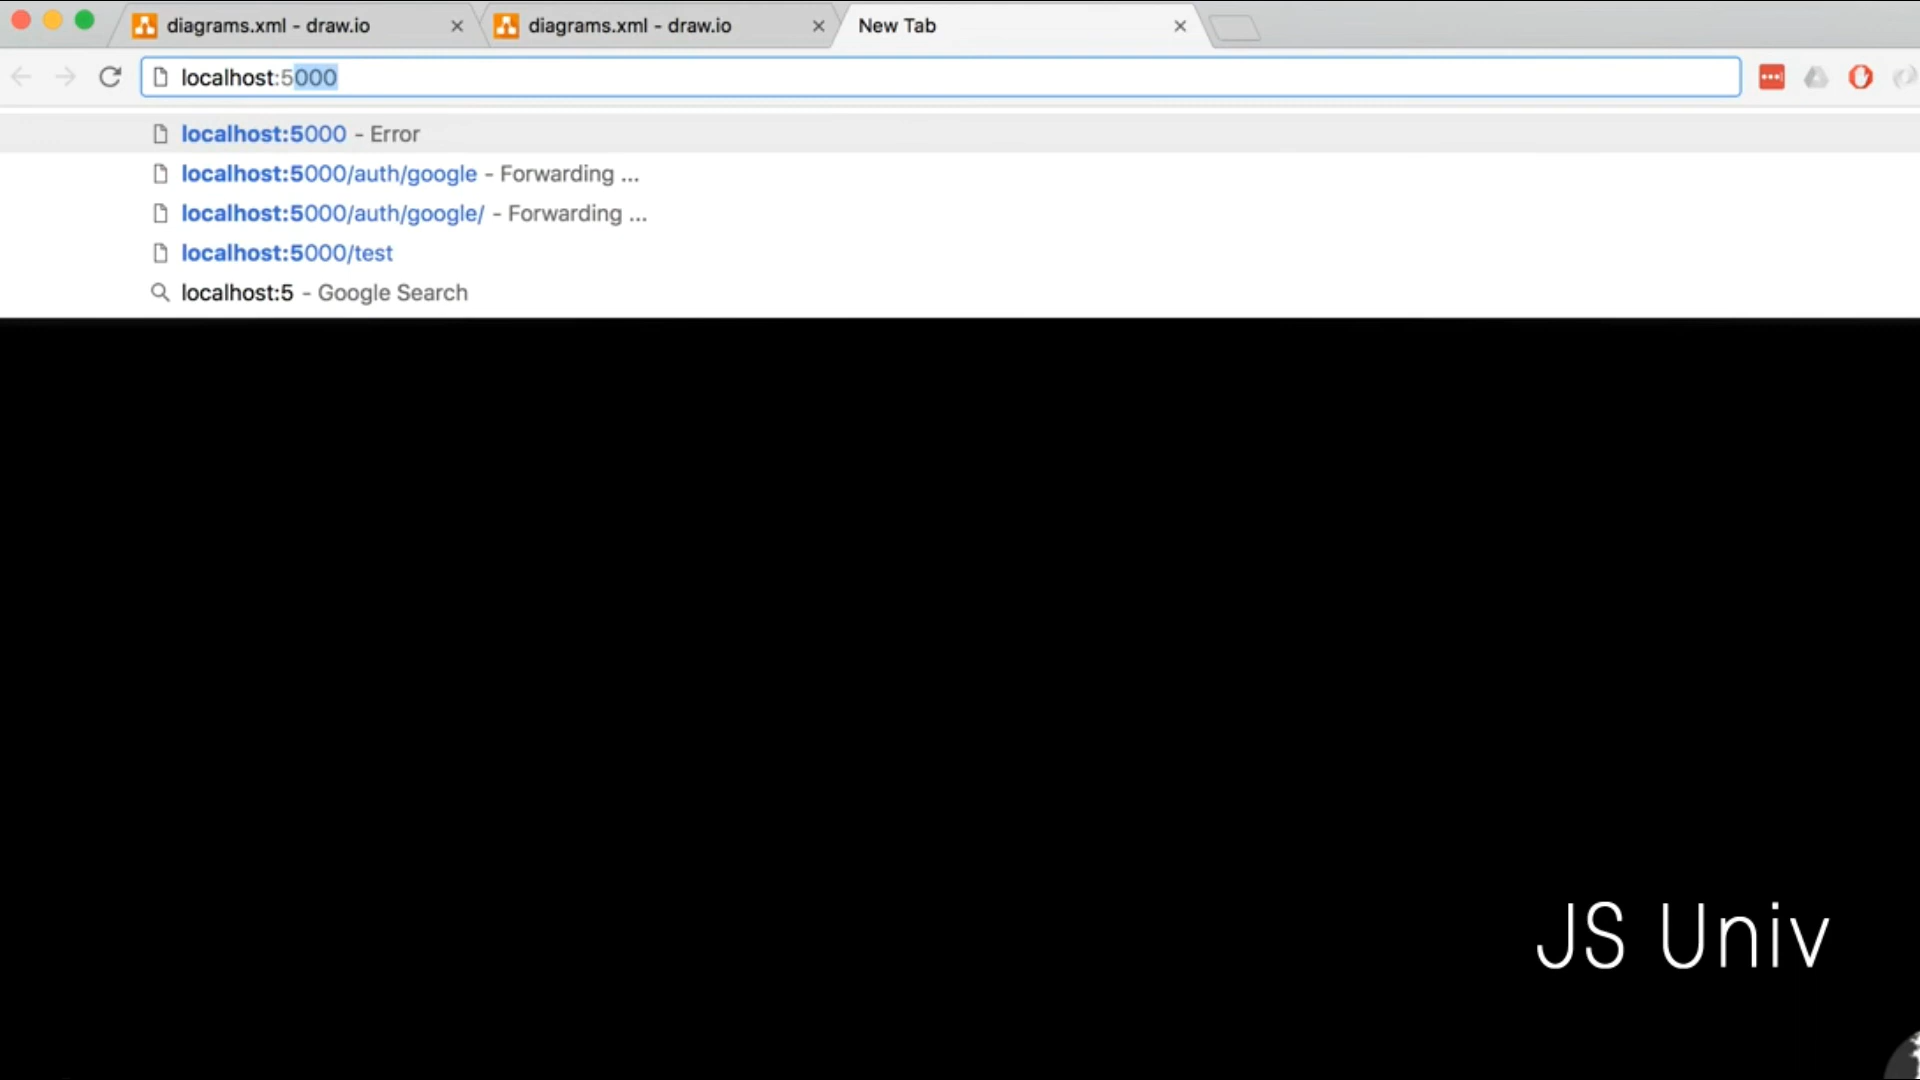 diagrams.xml - draw.io
diagrams.xml - draw.io
New Tab
localhost:5000
localhost:5000 - Error
localhost:5000/auth/google - Forwarding ...
localhost:5000/auth/google/ - Forwarding ...
localhost:5000/test
localhost:5 - Google Search
JS Univ